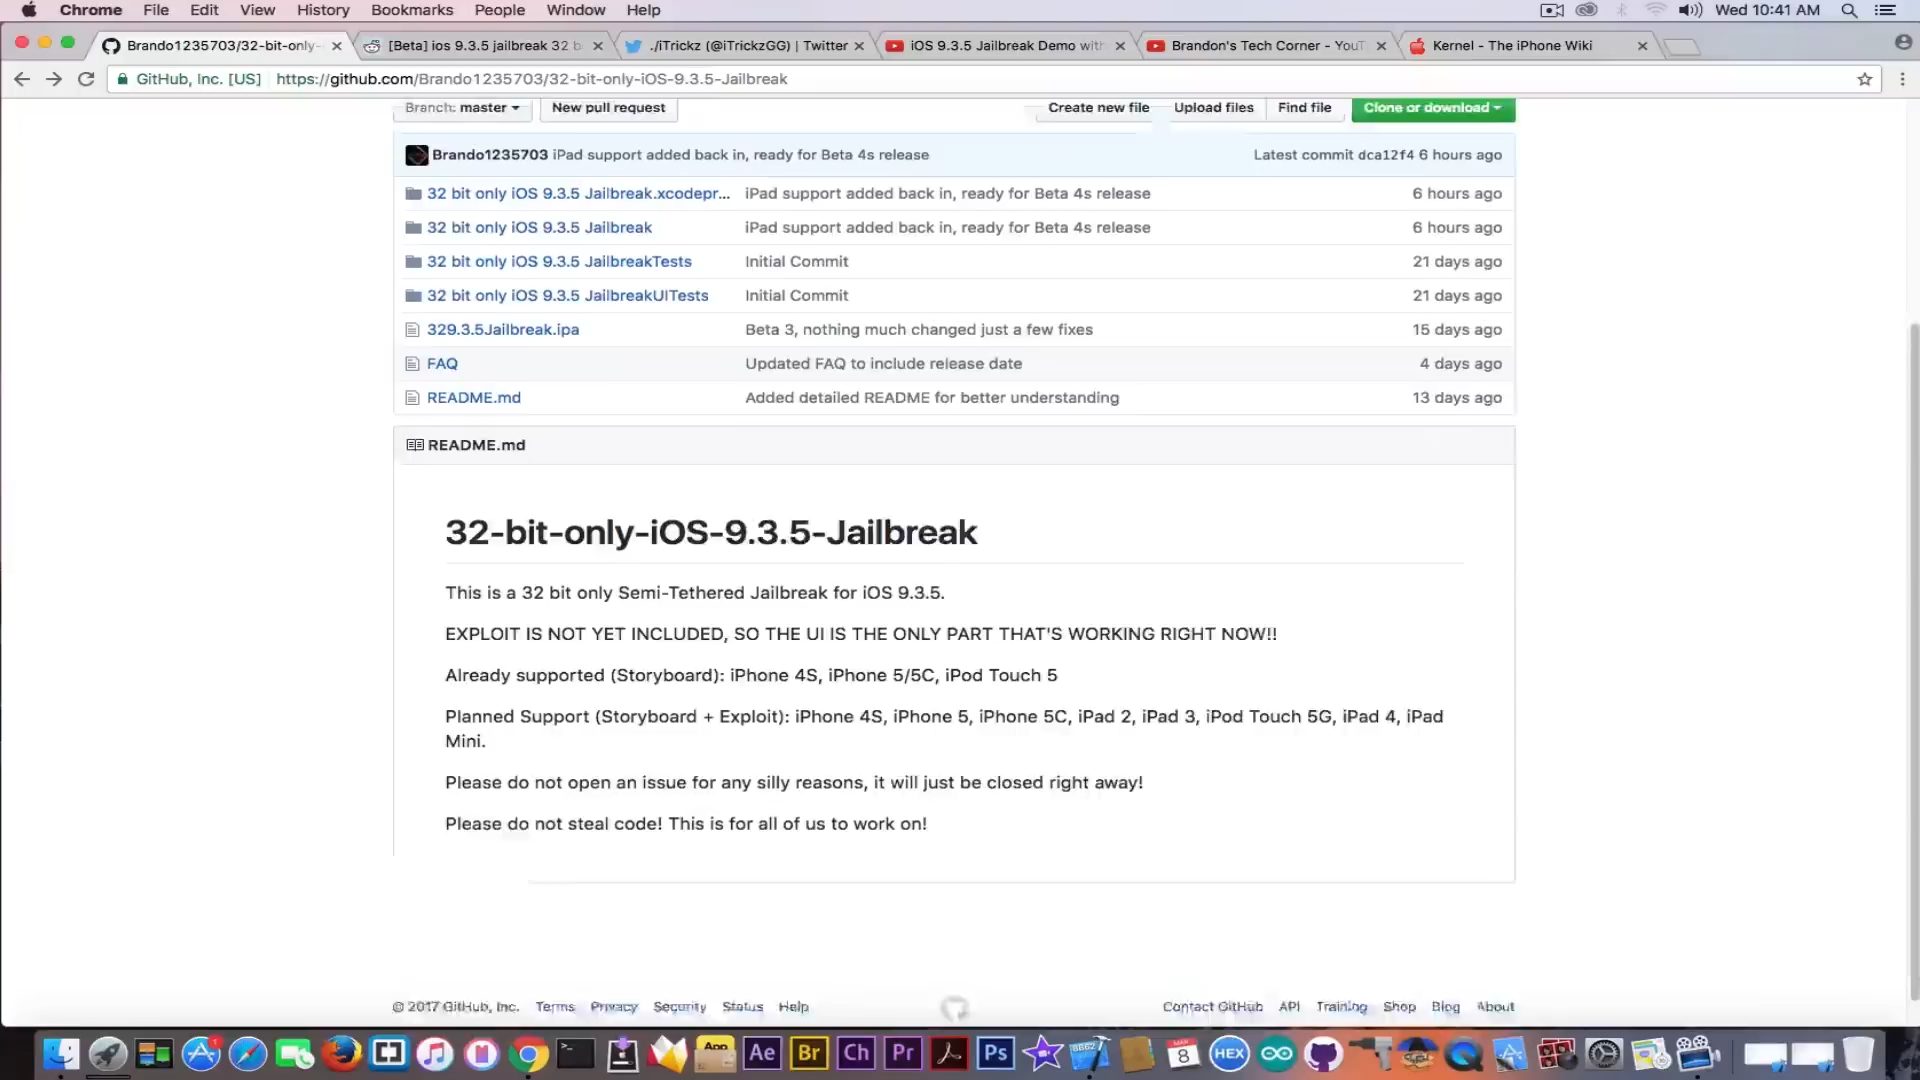 Chrome File Edit View History Bookmarks People Window Help Wed 10:41 AM
Brando1235703/32-bit-only- [Beta] ios 9.3.5 jailbreak 32 b ./iTrickz (@iTrickzGG) | Twitter iOS 9.3.5 Jailbreak Demo with Brandon's Tech Corner - YouT Kernel - The iPhone Wiki
GitHub, Inc. [US] https://github.com/Brando1235703/32-bit-only-iOS-9.3.5-Jailbreak
Branch: master New pull request Create new file Upload files Find file Clone or download
Brando1235703 iPad support added back in, ready for Beta 4s release Latest commit dca12f4 6 hours ago
32 bit only iOS 9.3.5 Jailbreak.xcodepr... iPad support added back in, ready for Beta 4s release 6 hours ago
32 bit only iOS 9.3.5 Jailbreak iPad support added back in, ready for Beta 4s release 6 hours ago
32 bit only iOS 9.3.5 JailbreakTests Initial Commit 21 days ago
32 bit only iOS 9.3.5 JailbreakUITests Initial Commit 21 days ago
329.3.5Jailbreak.ipa Beta 3, nothing much changed just a few fixes 15 days ago
FAQ Updated FAQ to include release date 4 days ago
README.md Added detailed README for better understanding 13 days ago
README.md
32-bit-only-iOS-9.3.5-Jailbreak
This is a 32 bit only Semi-Tethered Jailbreak for iOS 9.3.5.
EXPLOIT IS NOT YET INCLUDED, SO THE UI IS THE ONLY PART THAT'S WORKING RIGHT NOW!!
Already supported (Storyboard): iPhone 4S, iPhone 5/5C, iPod Touch 5
Planned Support (Storyboard + Exploit): iPhone 4S, iPhone 5, iPhone 5C, iPad 2, iPad 3, iPod Touch 5G, iPad 4, iPad
Mini.
Please do not open an issue for any silly reasons, it will just be closed right away!
Please do not steal code! This is for all of us to work on!
© 2017 GitHub, Inc. Terms Privacy Security Status Help Contact GitHub API Training Shop Blog About
App Ae Br Ch Pr Ps MAR 8 HEX